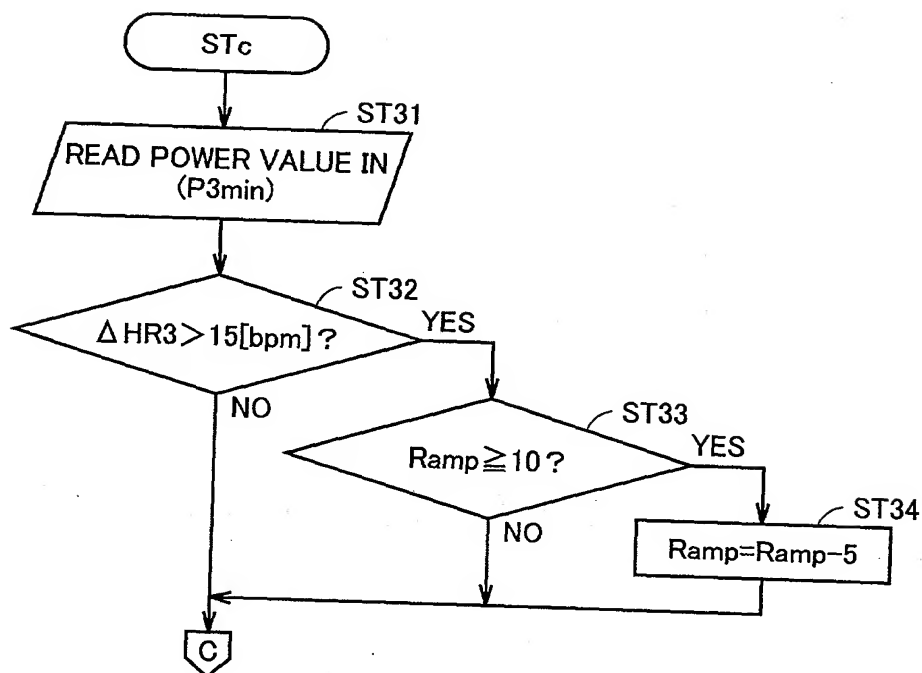 STc
ST31
READ POWER VALUE IN
(P3min)
ST32
ΔHR3>15[bpm]?
YES
NO
ST33
Ramp≧10?
YES
NO
ST34
Ramp=Ramp-5
C